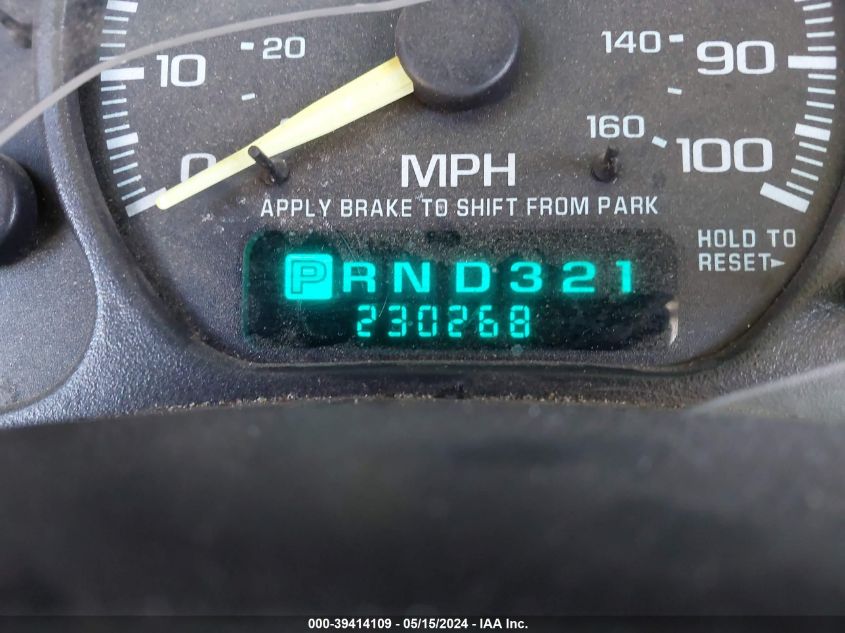 10 20 140 90
0 160 100
MPH
APPLY BRAKE TO SHIFT FROM PARK
HOLD TO
RESET
PRND321
230268
000-39414109 - 05/15/2024 - IAA Inc.